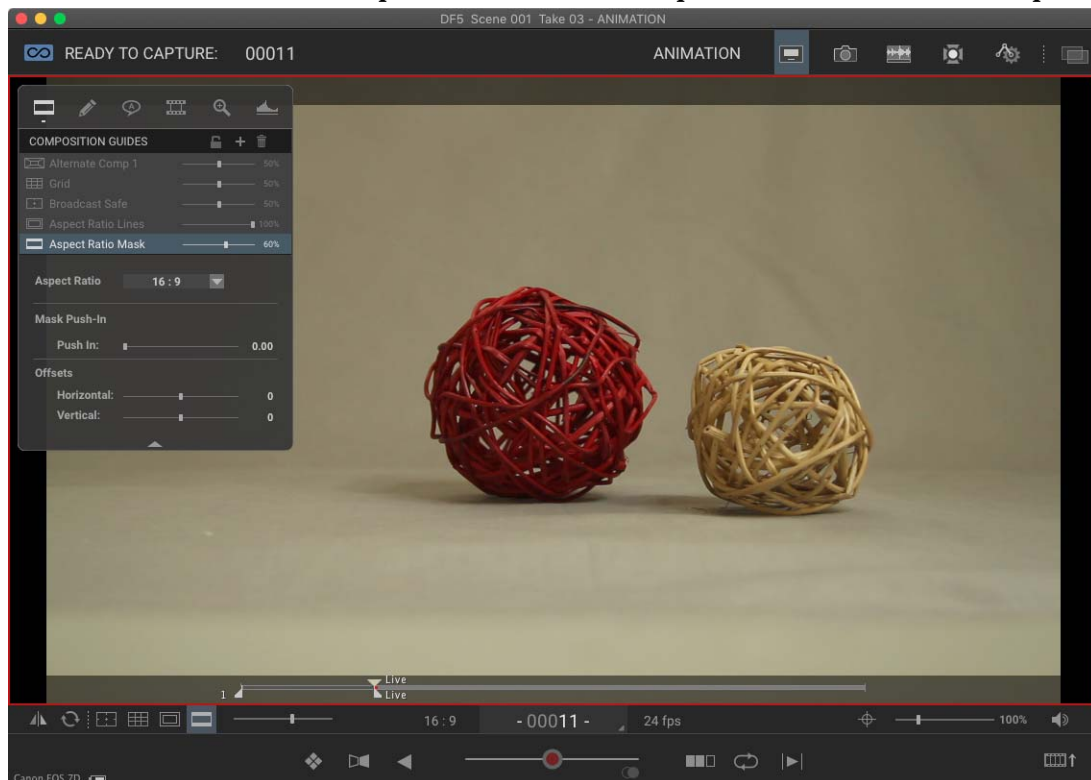 DF5 Scene 001 Take 03 - ANIMATION
READY TO CAPTURE: 00011 ANIMATION
A
COMPOSITION GUIDES
Alternate Comp 1 50%
Grid 50%
Broadcast Safe 50%
Aspect Ratio Lines 100%
Aspect Ratio Mask 60%
Aspect Ratio 16 : 9
Mask Push-In
Push In: 0.00
Offsets
Horizontal: 0
Vertical: 0
Live
1 Live
16 : 9 - 00011 - 24 fps 100%
Canon EOS 7D